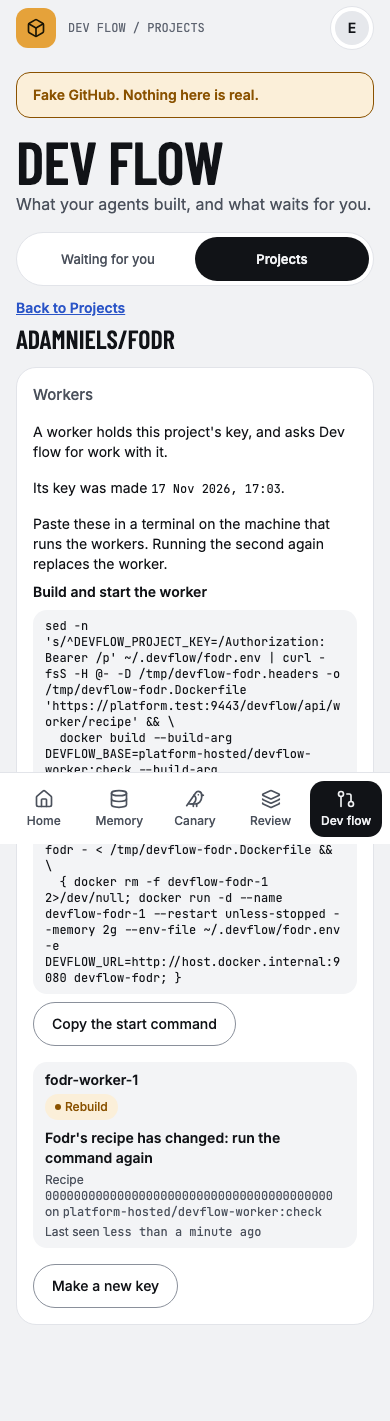 DEV FLOW / PROJECTS
E
Fake GitHub. Nothing here is real.
DEV FLOW
What your agents built, and what waits for you.
Waiting for you
Projects
Back to Projects
ADAMNIELS/FODR
Workers
A worker holds this project's key, and asks Dev
flow for work with it.
Its key was made 17 Nov 2026, 17:03.
Paste these in a terminal on the machine that
runs the workers. Running the second again
replaces the worker.
Build and start the worker
sed -n
's/^DEVFLOW_PROJECT_KEY=/Authorization:
Bearer /p' ~/.devflow/fodr.env | curl -
fsS -H @- -D /tmp/devflow-fodr.headers -o
/tmp/devflow-fodr.Dockerfile
'https://platform.test:9443/devflow/api/w
orker/recipe' && \
docker build --build-arg
DEVFLOW_BASE=platform-hosted/devflow-
worker:check --build-arg
Home
Memory
Canary
Review
Dev flow
fodr - < /tmp/devflow-fodr.Dockerfile &&
\
{ docker rm -f devflow-fodr-1
2>/dev/null; docker run -d --name
devflow-fodr-1 --restart unless-stopped -
-memory 2g --env-file ~/.devflow/fodr.env
-e
DEVFLOW_URL=http://host.docker.internal:9
080 devflow-fodr; }
Copy the start command
fodr-worker-1
Rebuild
Fodr's recipe has changed: run the
command again
Recipe
0000000000000000000000000000000000000000
on platform-hosted/devflow-worker:check
Last seen less than a minute ago
Make a new key